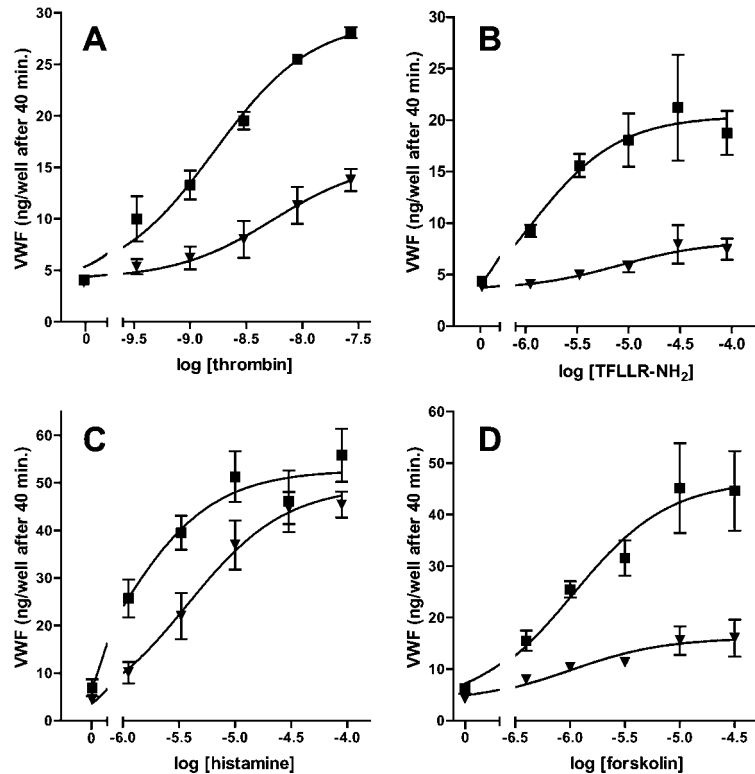 A
VWF (ng/well after 40 min.)
30
25
20
15
10
5
0
0 -9.5 -9.0 -8.5 -8.0 -7.5
log [thrombin]
B
VWF (ng/well after 40 min.)
30
25
20
15
10
5
0
0 -6.0 -5.5 -5.0 -4.5 -4.0
log [TFLLR-NH₂]
C
VWF (ng/well after 40 min.)
60
50
40
30
20
10
0
0 -6.0 -5.5 -5.0 -4.5 -4.0
log [histamine]
D
VWF (ng/well after 40 min.)
60
50
40
30
20
10
0
0 -6.5 -6.0 -5.5 -5.0 -4.5
log [forskolin]